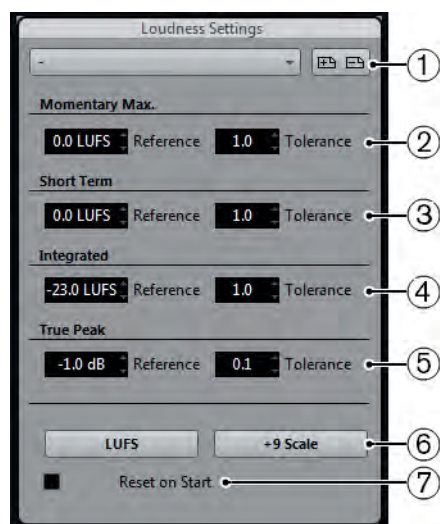 Loudness Settings
-
①
Momentary Max.
0.0 LUFS Reference 1.0 Tolerance ②
Short Term
0.0 LUFS Reference 1.0 Tolerance ③
Integrated
-23.0 LUFS Reference 1.0 Tolerance ④
True Peak
-1.0 dB Reference 0.1 Tolerance ⑤
LUFS +9 Scale ⑥
Reset on Start ⑦